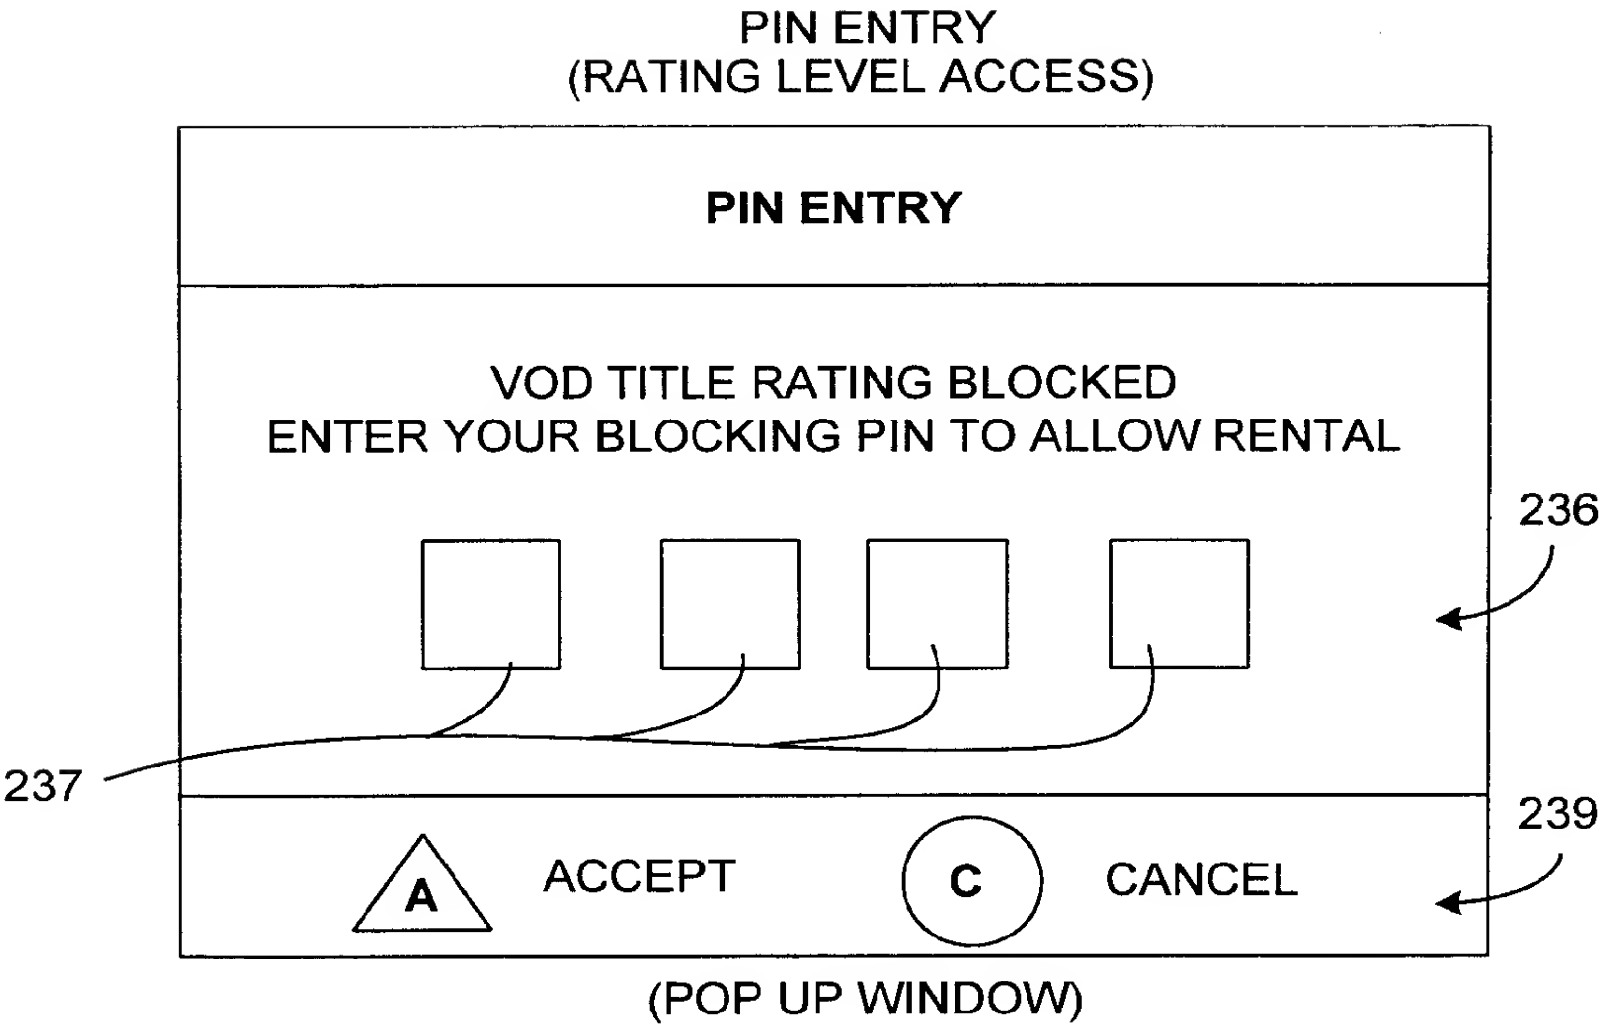 PIN ENTRY
(RATING LEVEL ACCESS)
PIN ENTRY
VOD TITLE RATING BLOCKED
ENTER YOUR BLOCKING PIN TO ALLOW RENTAL
236
237
239
A ACCEPT C CANCEL
(POP UP WINDOW)